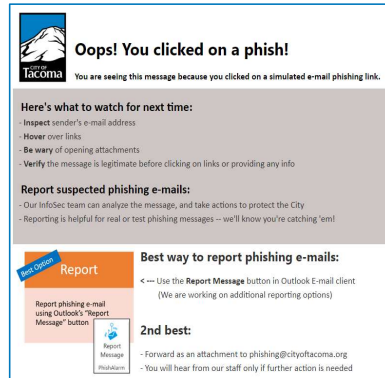 CITY OF
Tacoma
Oops! You clicked on a phish!
You are seeing this message because you clicked on a simulated e-mail phishing link.
Here's what to watch for next time:
- Inspect sender's e-mail address
- Hover over links
- Be wary of opening attachments
- Verify the message is legitimate before clicking on links or providing any info
Report suspected phishing e-mails:
- Our InfoSec team can analyze the message, and take actions to protect the City
- Reporting is helpful for real or test phishing messages -- we'll know you're catching 'em!
Best Option
Report
Report phishing e-mail
using Outlook's "Report
Message" button
Report
Message
PhishAlarm
Best way to report phishing e-mails:
< --- Use the Report Message button in Outlook E-mail client
(We are working on additional reporting options)
2nd best:
- Forward as an attachment to phishing@cityoftacoma.org
- You will hear from our staff only if further action is needed